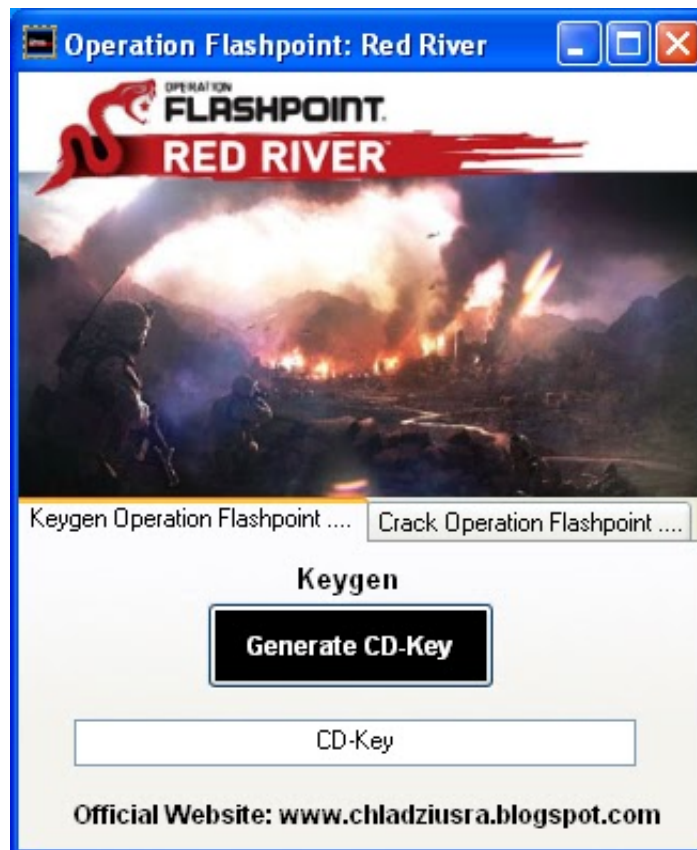 Operation Flashpoint: Red River
OPERATION
FLASHPOINT.
RED RIVER™
Keygen Operation Flashpoint ....
Crack Operation Flashpoint ....
Keygen
Generate CD-Key
CD-Key
Official Website: www.chladziusra.blogspot.com